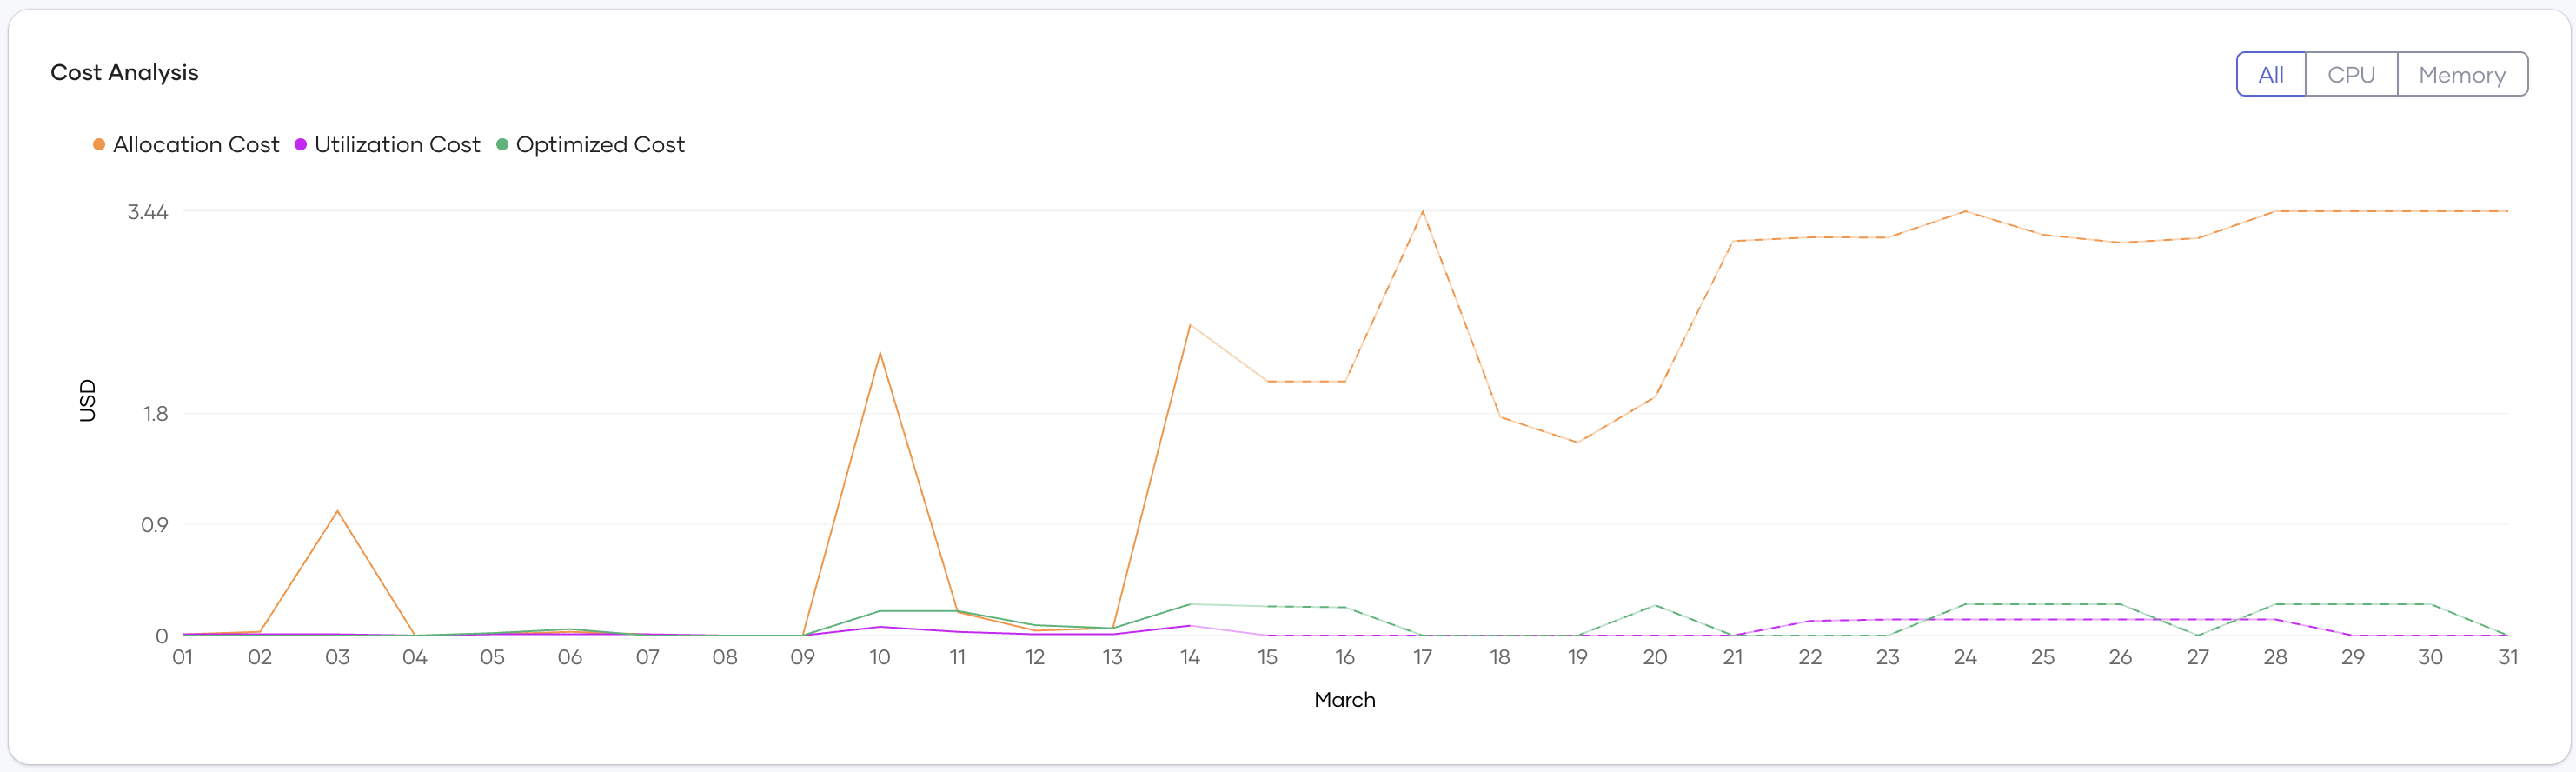 Cost Analysis
All CPU Memory
Allocation Cost Utilization Cost Optimized Cost
3.44
1.8
0.9
0
USD
01 02 03 04 05 06 07 08 09 10 11 12 13 14 15 16 17 18 19 20 21 22 23 24 25 26 27 28 29 30 31
March